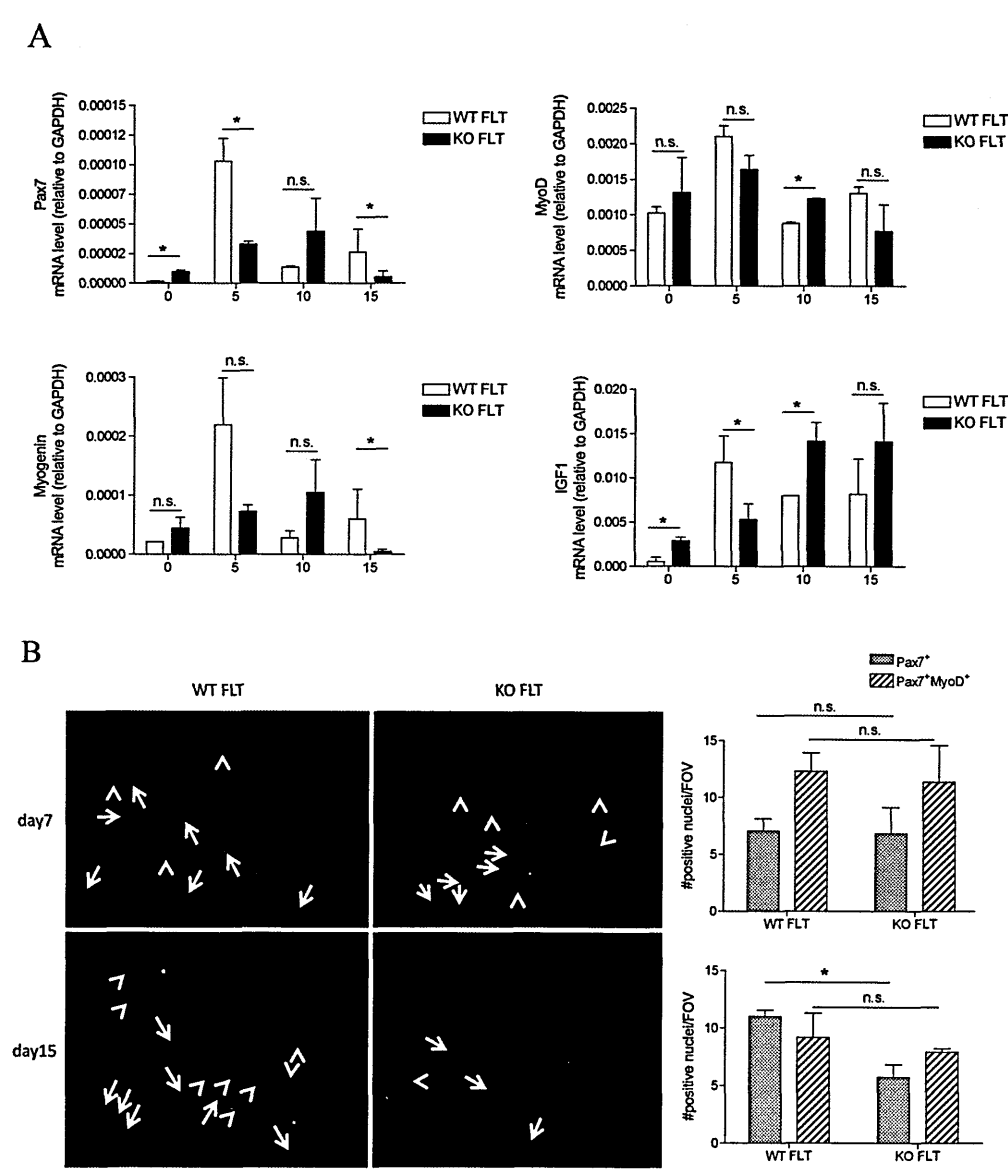 A
Pax7
mRNA level (relative to GAPDH)
0.00015
0.00012
0.00010
0.00007
0.00005
0.00002
0.00000
*
*
n.s.
*
0 5 10 15
WT FLT
KO FLT
MyoD
mRNA level (relative to GAPDH)
0.0025
0.0020
0.0015
0.0010
0.0005
0.0000
n.s.
n.s.
*
n.s.
0 5 10 15
WT FLT
KO FLT
Myogenin
mRNA level (relative to GAPDH)
0.0003
0.0002
0.0001
0.0000
n.s.
n.s.
n.s.
*
0 5 10 15
WT FLT
KO FLT
IGF1
mRNA level (relative to GAPDH)
0.020
0.015
0.010
0.005
0.000
*
*
*
n.s.
0 5 10 15
WT FLT
KO FLT
B
WT FLT
KO FLT
day7
day15
Pax7+
Pax7+MyoD+
#positive nuclei/FOV
15
10
5
0
n.s.
n.s.
WT FLT KO FLT
#positive nuclei/FOV
15
10
5
0
*
n.s.
WT FLT KO FLT